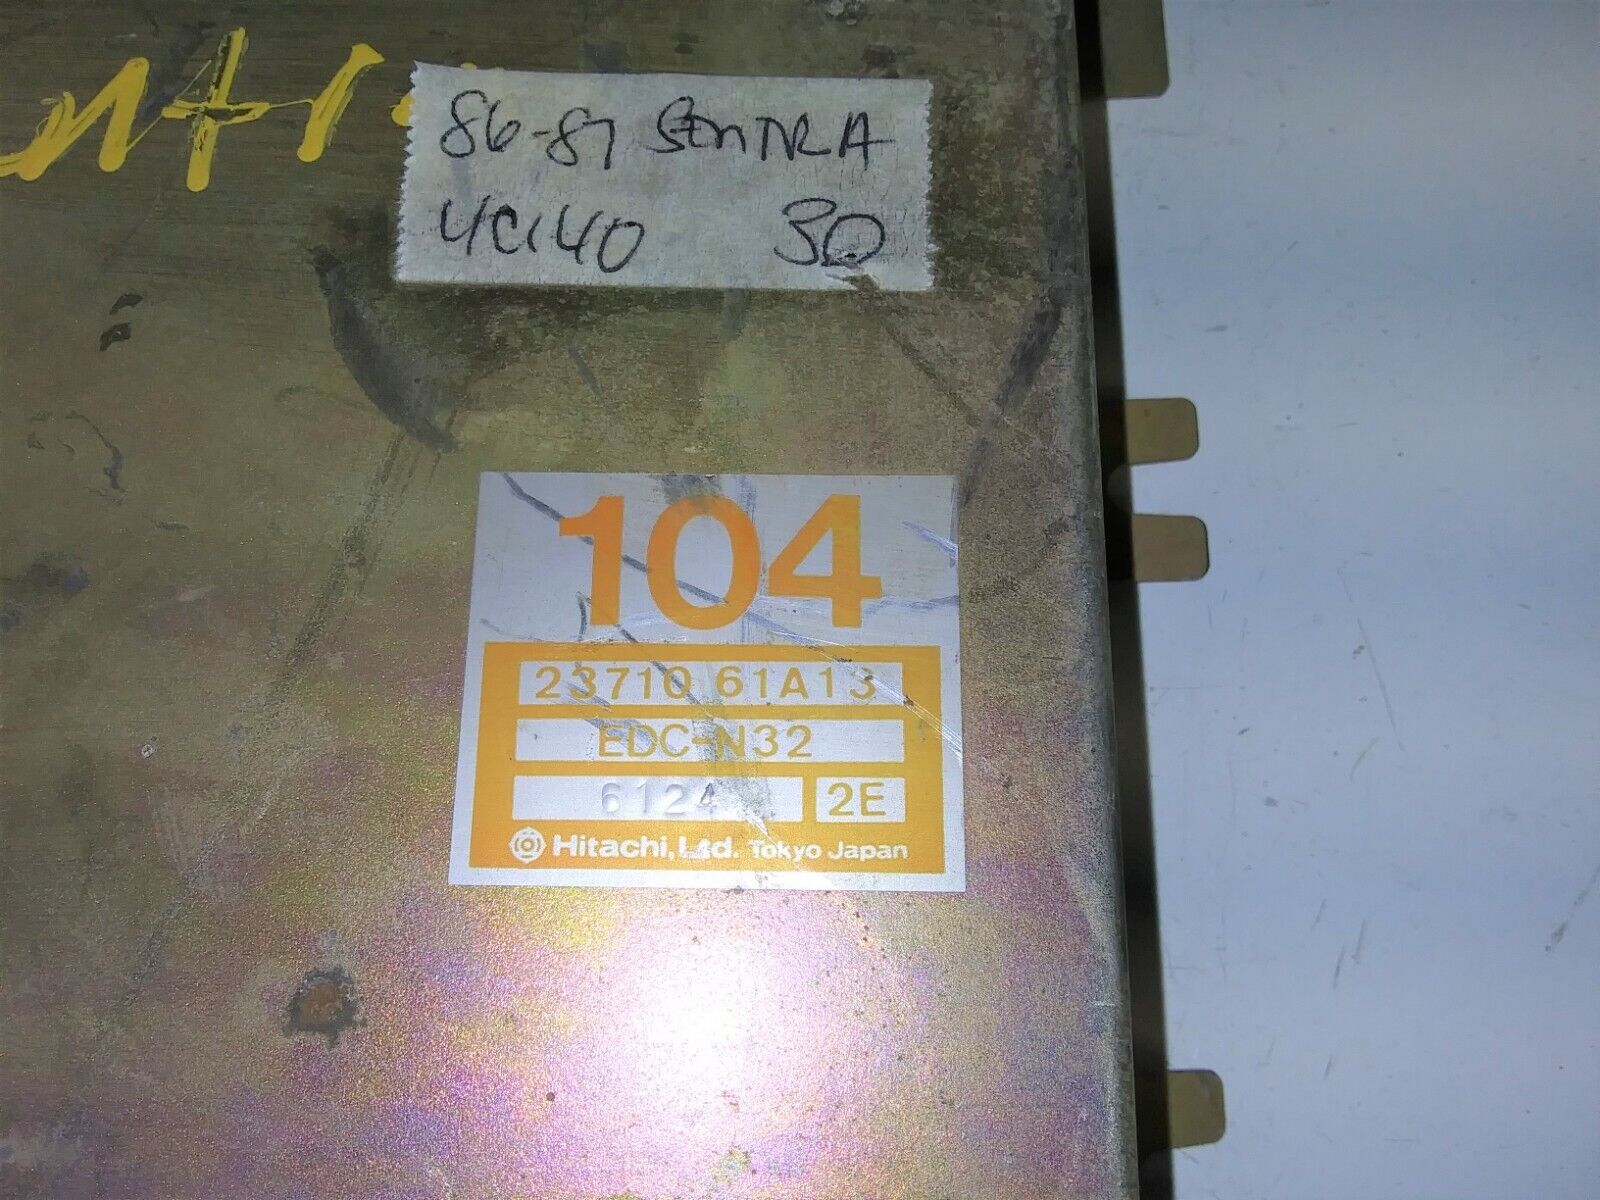 86-87 SENTRA
4C140 30
104
23710 61A13
EDC-N32
6124 2E
Hitachi, Ltd. Tokyo Japan